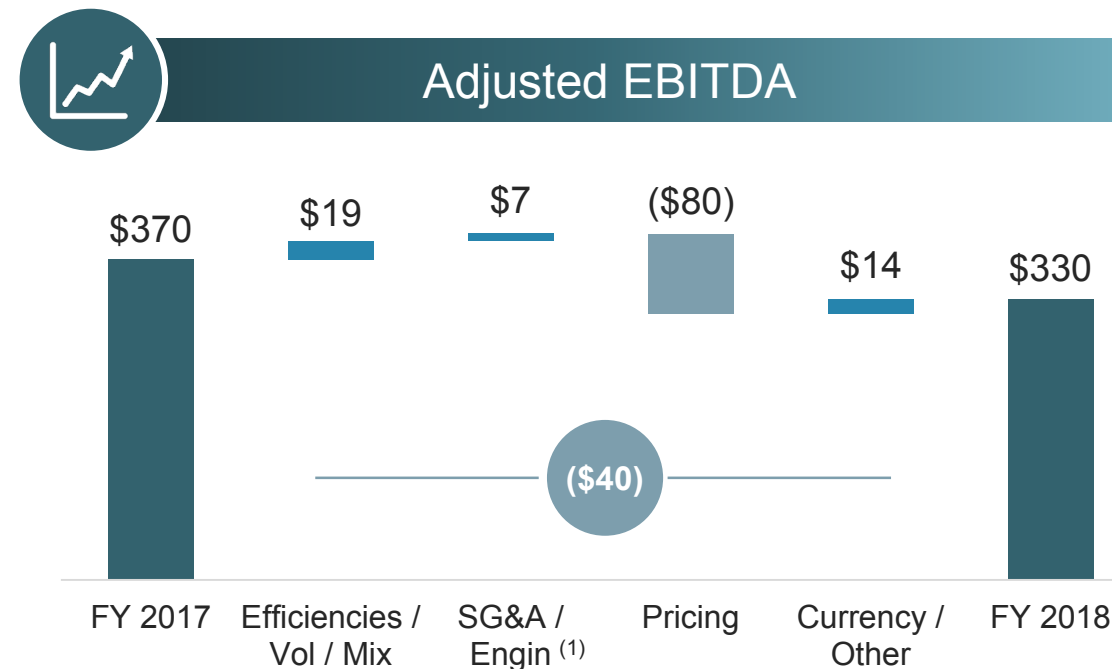 Adjusted EBITDA
$370
$19
$7
($80)
$14
$330
($40)
FY 2017
Efficiencies /
Vol / Mix
SG&A /
Engin (1)
Pricing
Currency /
Other
FY 2018